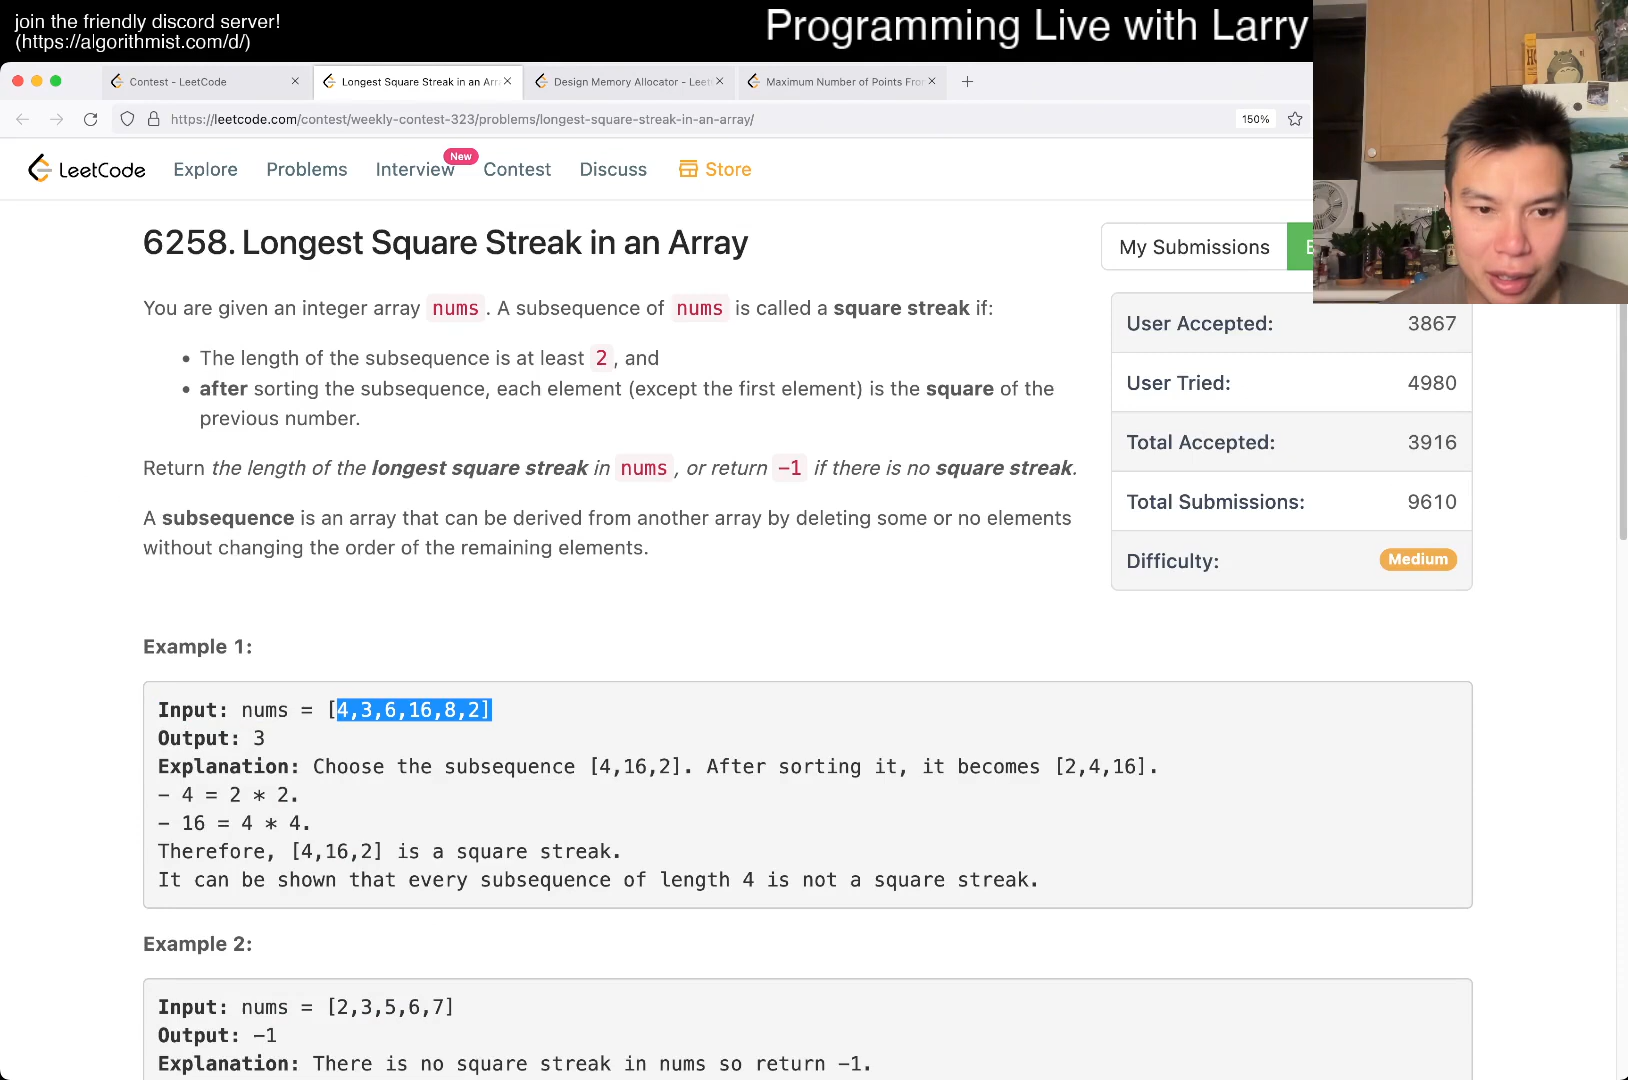 join the friendly discord server!
(https://algorithmist.com/d/)
Programming Live with Larry
Contest - LeetCode
Longest Square Streak in an Arr
Design Memory Allocator - Leet
Maximum Number of Points Fro
https://leetcode.com/contest/weekly-contest-323/problems/longest-square-streak-in-an-array/
150%
LeetCode
Explore
Problems
Interview
New
Contest
Discuss
Store
6258. Longest Square Streak in an Array
My Submissions
You are given an integer array nums. A subsequence of nums is called a square streak if:
• The length of the subsequence is at least 2, and
• after sorting the subsequence, each element (except the first element) is the square of the
previous number.
Return the length of the longest square streak in nums, or return -1 if there is no square streak.
A subsequence is an array that can be derived from another array by deleting some or no elements
without changing the order of the remaining elements.
User Accepted: 3867
User Tried: 4980
Total Accepted: 3916
Total Submissions: 9610
Difficulty: Medium
Example 1:
Input: nums = [4,3,6,16,8,2]
Output: 3
Explanation: Choose the subsequence [4,16,2]. After sorting it, it becomes [2,4,16].
- 4 = 2 * 2.
- 16 = 4 * 4.
Therefore, [4,16,2] is a square streak.
It can be shown that every subsequence of length 4 is not a square streak.
Example 2:
Input: nums = [2,3,5,6,7]
Output: -1
Explanation: There is no square streak in nums so return -1.